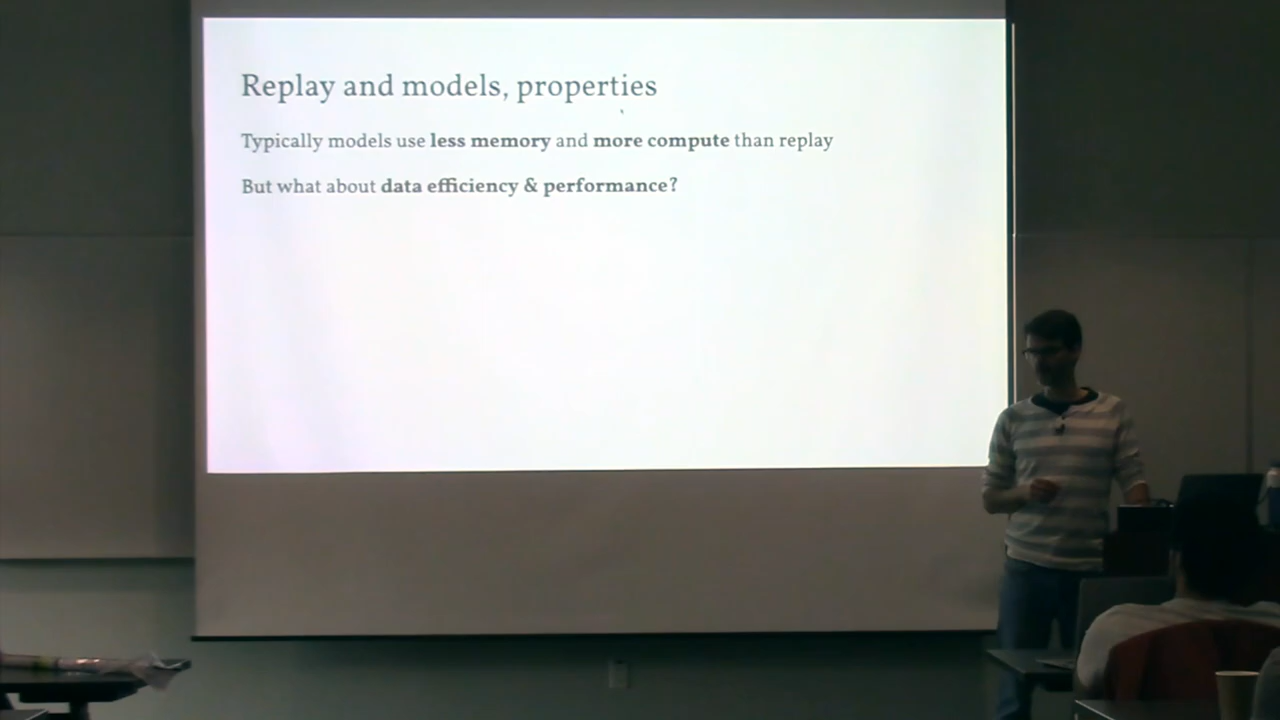 Replay and models, properties
Typically models use less memory and more compute than replay
But what about data efficiency & performance?